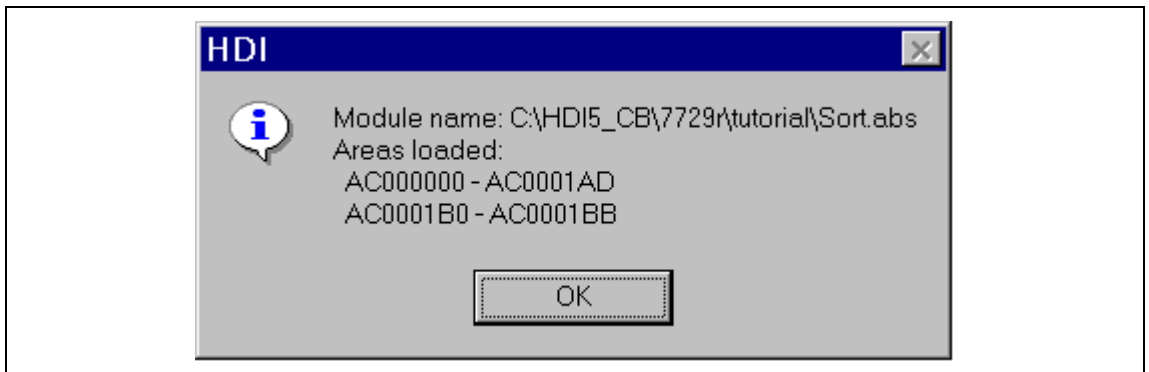 HDI
Module name: C:\HDI5_CB\7729r\tutorial\Sort.abs
Areas loaded:
AC000000 - AC0001AD
AC0001B0 - AC0001BB
OK